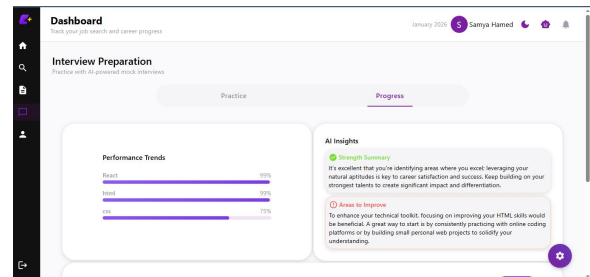 Dashboard
Track your job search and career progress
January 2026
S
Samya Hamed
Interview Preparation
Practice with AI-powered mock interviews
Practice
Progress
Performance Trends
React 99%
html 99%
css 75%
AI Insights
Strength Summary
It's excellent that you're identifying areas where you excel; leveraging your
natural aptitudes is key to career satisfaction and success. Keep building on your
strongest talents to create significant impact and differentiation.
Areas to Improve
To enhance your technical toolkit, focusing on improving your HTML skills would
be beneficial. A great way to start is by consistently practicing with online coding
platforms or by building small personal web projects to solidify your
understanding.